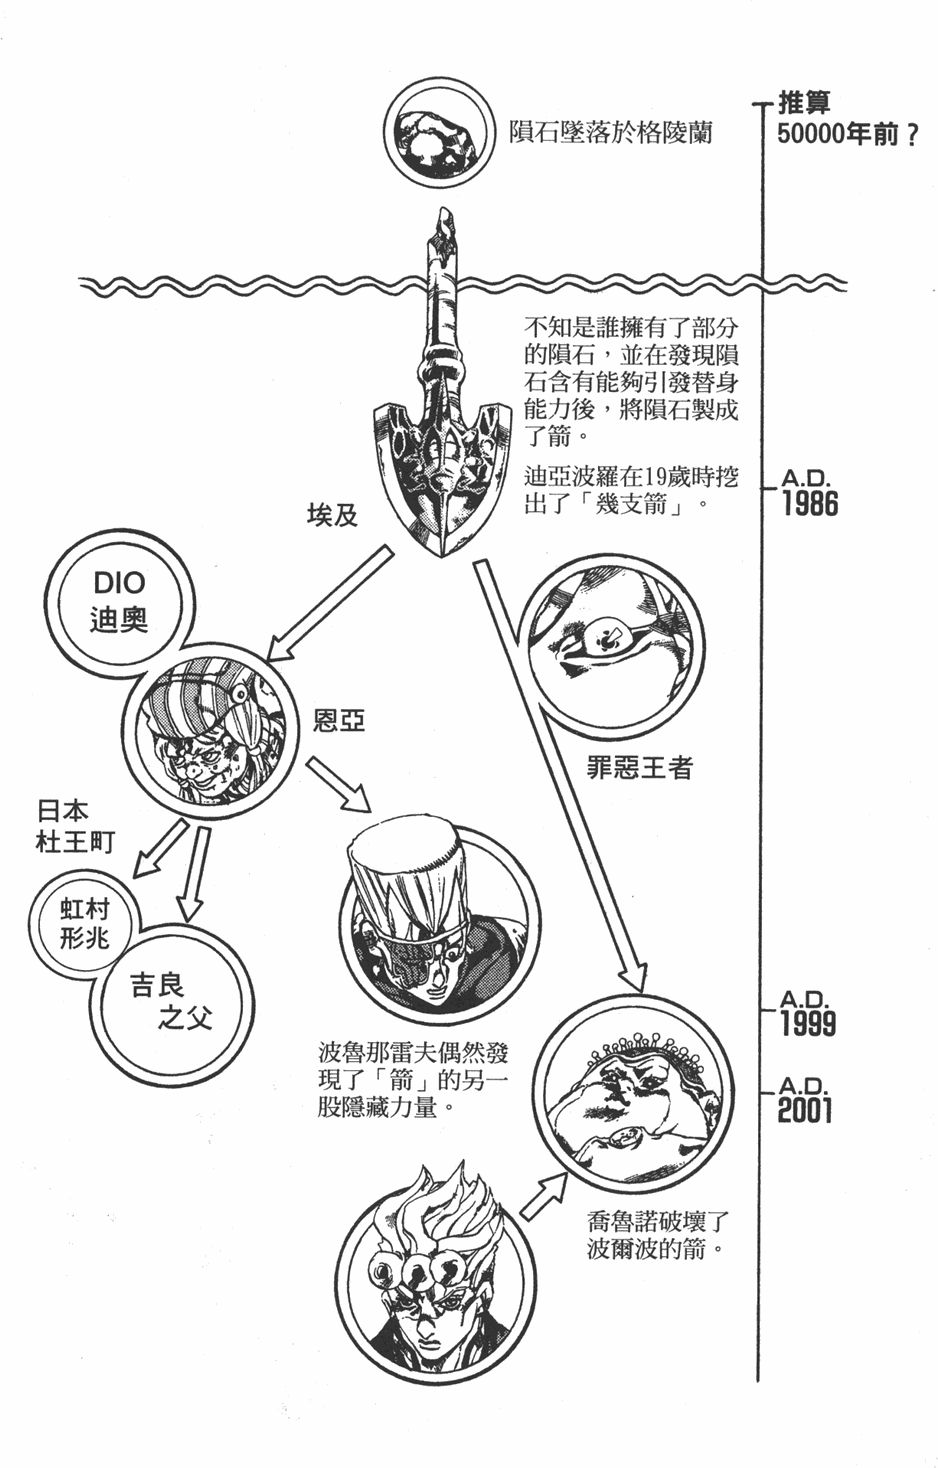 推算
50000年前？
隕石墜落於格陵蘭
不知是誰擁有了部分
的隕石，並在發現隕
石含有能夠引發替身
能力後，將隕石製成
了箭。
迪亞波羅在19歲時挖
出了「幾支箭」。
A.D.
1986
埃及
DIO
迪奧
恩亞
罪惡王者
日本
杜王町
虹村
形兆
吉良
之父
A.D.
1999
波魯那雷夫偶然發
現了「箭」的另一
股隱藏力量。
A.D.
2001
喬魯諾破壞了
波爾波的箭。